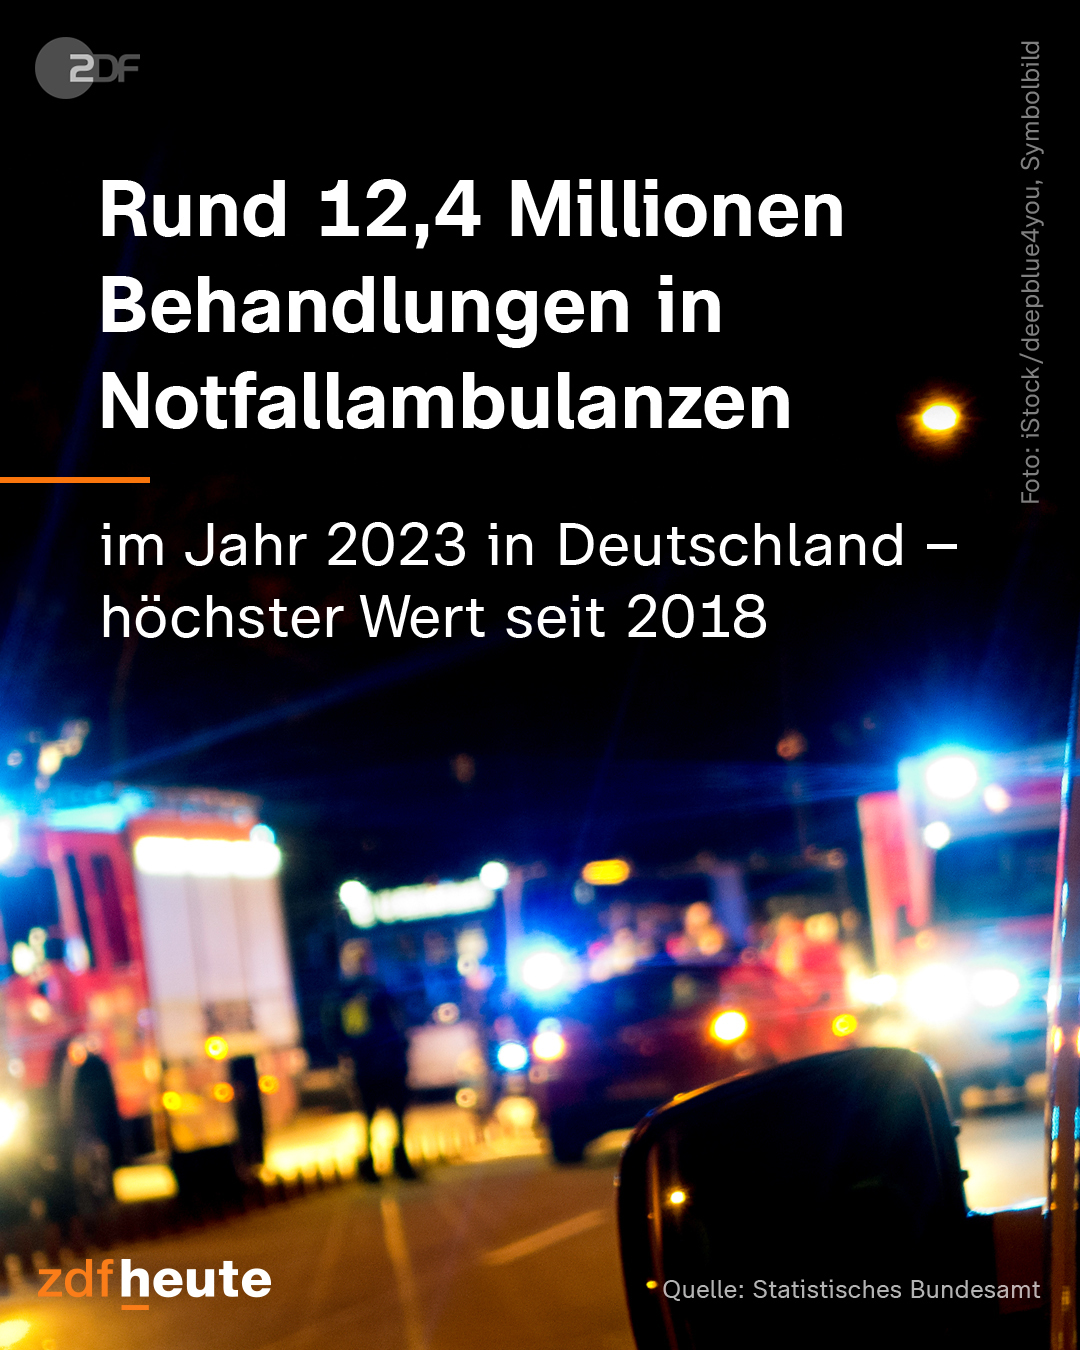 ZDF
Foto: iStock/deepblue4you, Symbolbild
Rund 12,4 Millionen
Behandlungen in
Notfallambulanzen
im Jahr 2023 in Deutschland –
höchster Wert seit 2018
zdfheute
Quelle: Statistisches Bundesamt